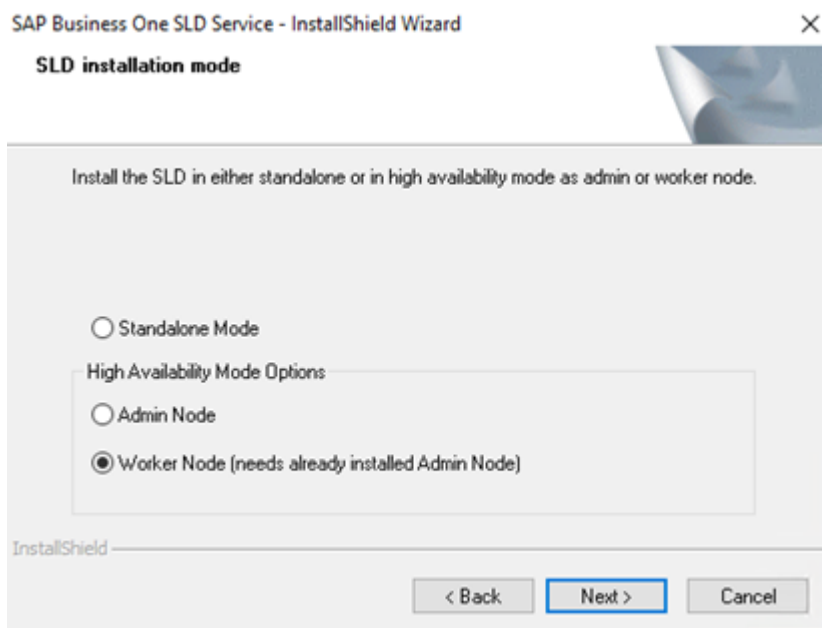 SAP Business One SLD Service - InstallShield Wizard
SLD installation mode
Install the SLD in either standalone or in high availability mode as admin or worker node.
Standalone Mode
High Availability Mode Options
Admin Node
Worker Node (needs already installed Admin Node)
InstallShield
< Back Next > Cancel